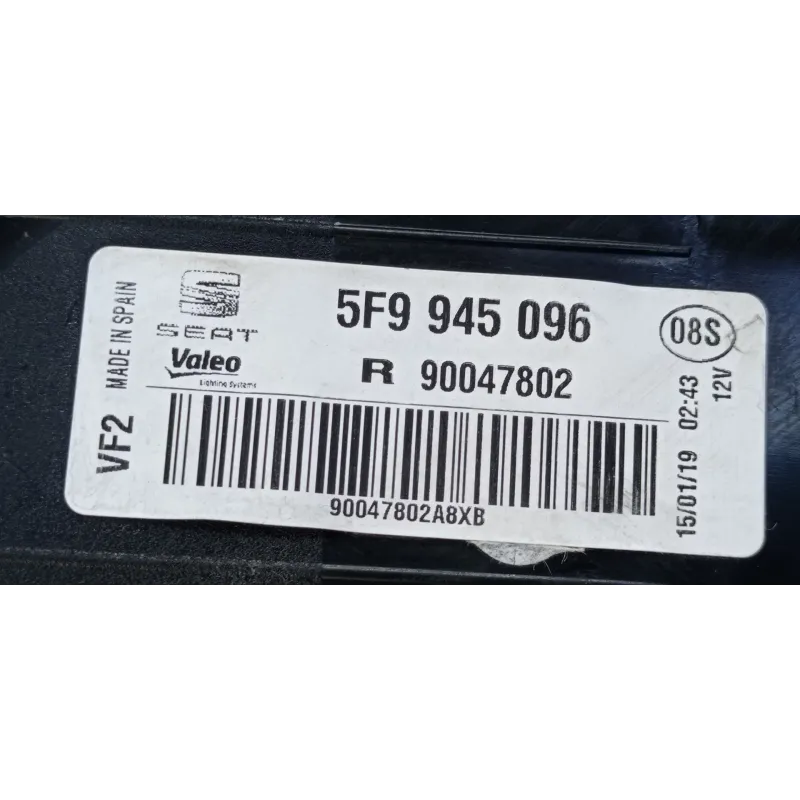 MADE IN SPAIN
VF2
SEAT
Valeo
Lighting Systems
5F9 945 096
R 90047802
08S
90047802A8XB
15/01/19 02:43
12V